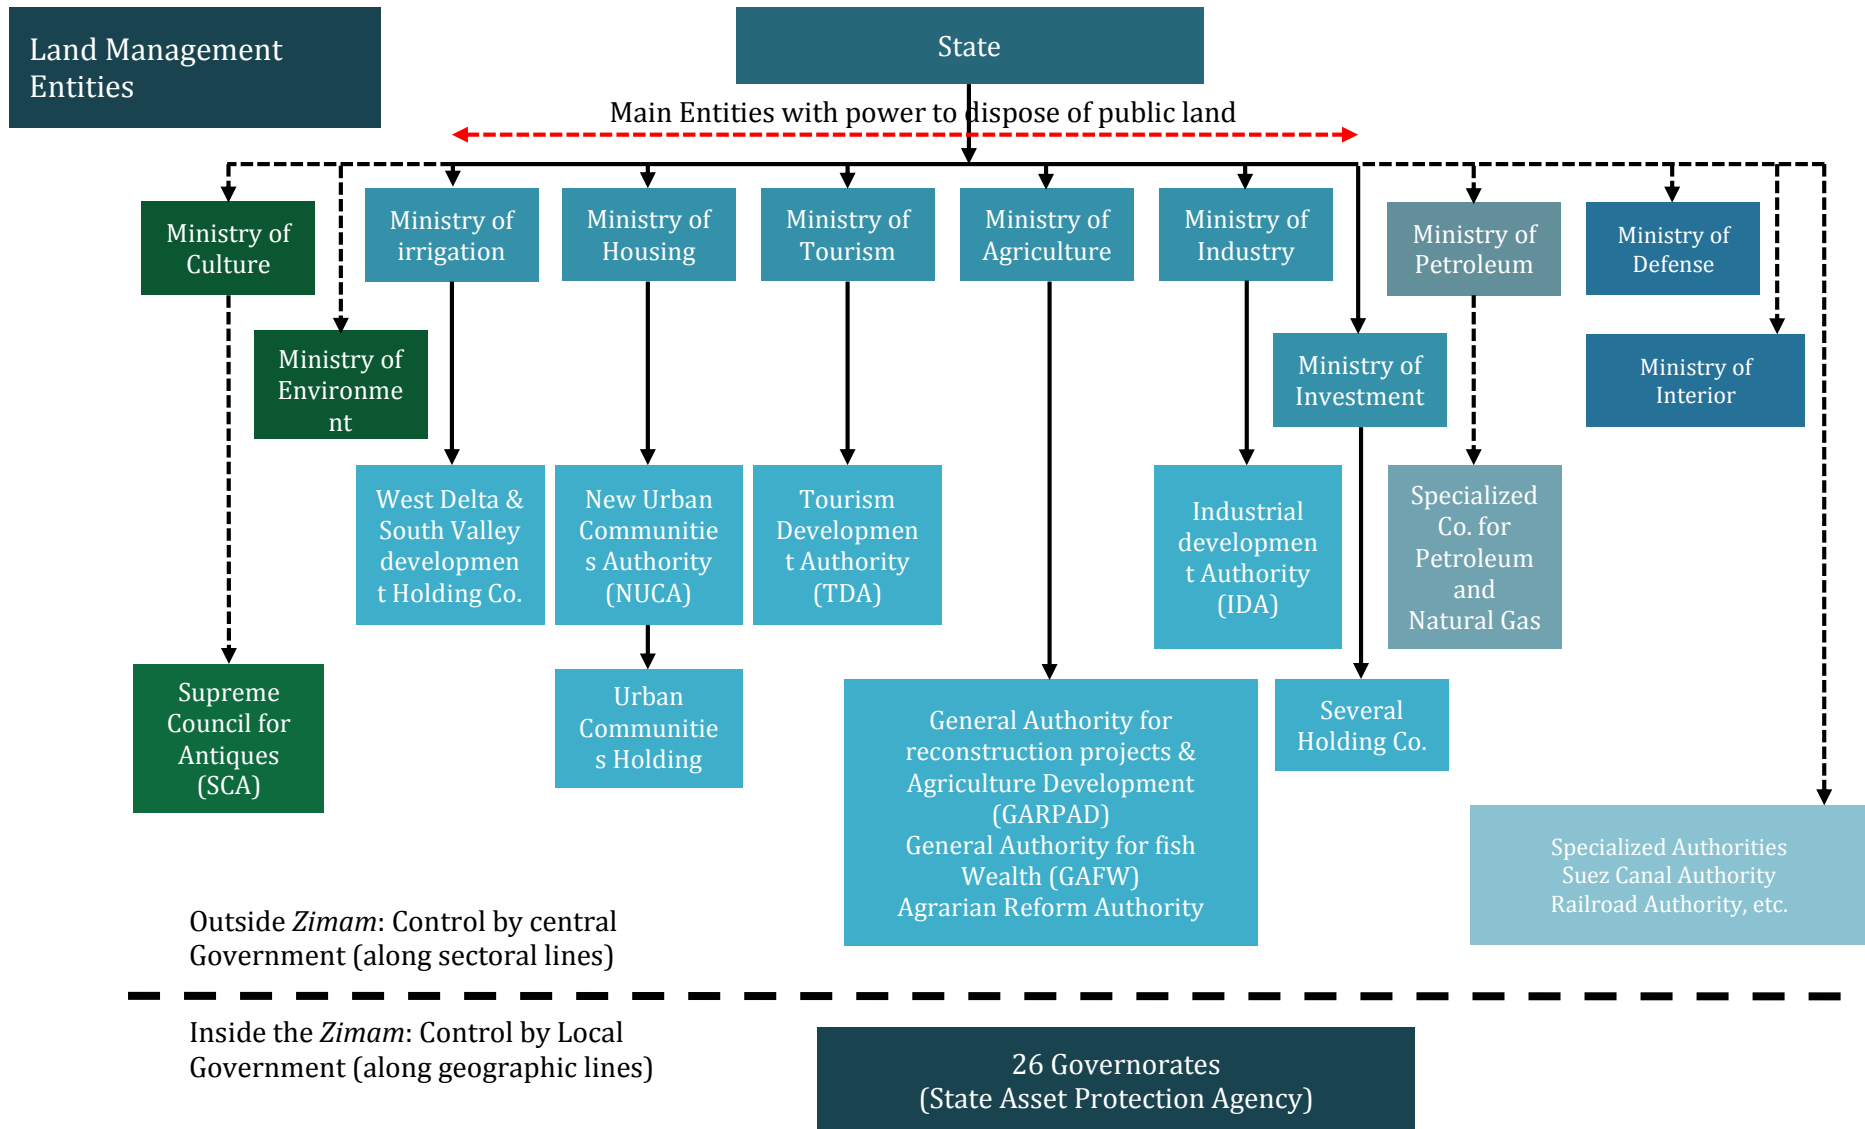 Land Management
Entities
State
Main Entities with power to dispose of public land
Ministry of
Culture
Ministry of
irrigation
Ministry of
Housing
Ministry of
Tourism
Ministry of
Agriculture
Ministry of
Industry
Ministry of
Petroleum
Ministry of
Defense
Ministry of
Environme
nt
Ministry of
Investment
Ministry of
Interior
West Delta &
South Valley
developmen
t Holding Co.
New Urban
Communitie
s Authority
(NUCA)
Tourism
Developmen
t Authority
(TDA)
Industrial
developmen
t Authority
(IDA)
Specialized
Co. for
Petroleum
and
Natural Gas
Supreme
Council for
Antiques
(SCA)
Urban
Communitie
s Holding
General Authority for
reconstruction projects &
Agriculture Development
(GARPAD)
General Authority for fish
Wealth (GAFW)
Agrarian Reform Authority
Several
Holding Co.
Specialized Authorities
Suez Canal Authority
Railroad Authority, etc.
Outside Zimam: Control by central
Government (along sectoral lines)
Inside the Zimam: Control by Local
Government (along geographic lines)
26 Governorates
(State Asset Protection Agency)